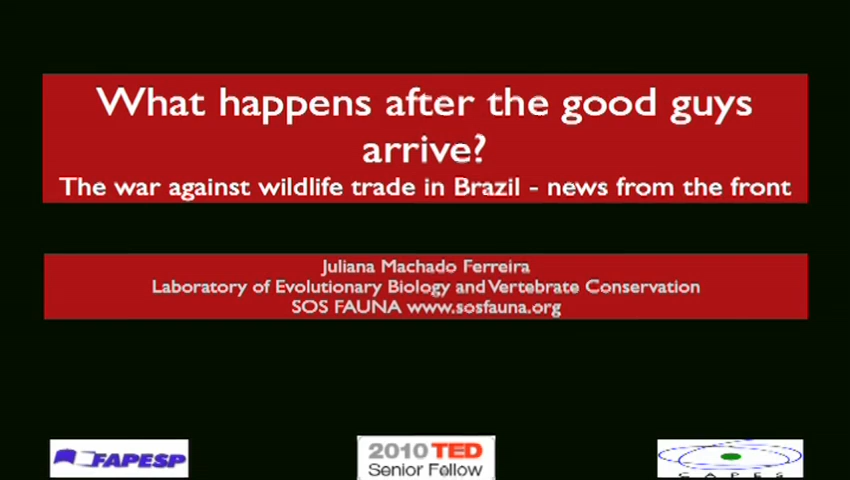 What happens after the good guys
arrive?
The war against wildlife trade in Brazil - news from the front
Juliana Machado Ferreira
Laboratory of Evolutionary Biology and Vertebrate Conservation
SOS FAUNA www.sosfauna.org
FAPESP
2010 TED
Senior Fellow